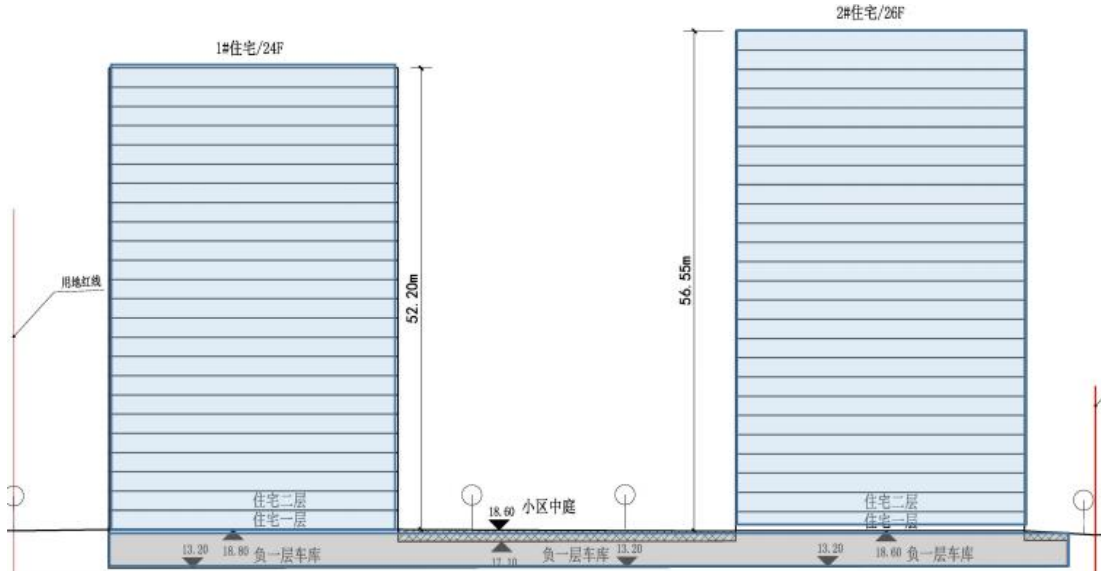 2#住宅/26F
1#住宅/24F
用地红线
52.20m
56.55m
住宅二层
住宅一层
住宅二层
住宅一层
18.60
小区中庭
13.20
18.80
负一层车库
17.10
负一层车库
13.20
13.20
18.60
负一层车库